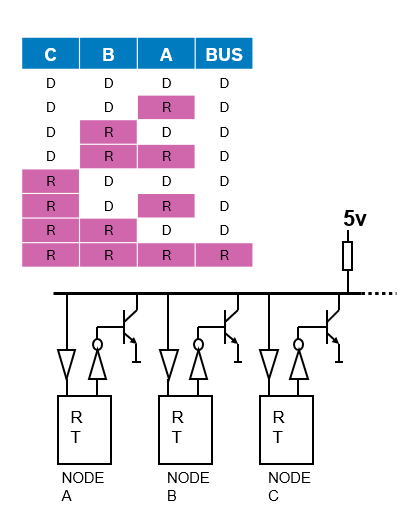 C B A BUS
D D D D
D D R D
D R D D
D R R D
R D D D
R D R D
R R D D
R R R R
5v
R R R
T T T
NODE NODE NODE
A B C